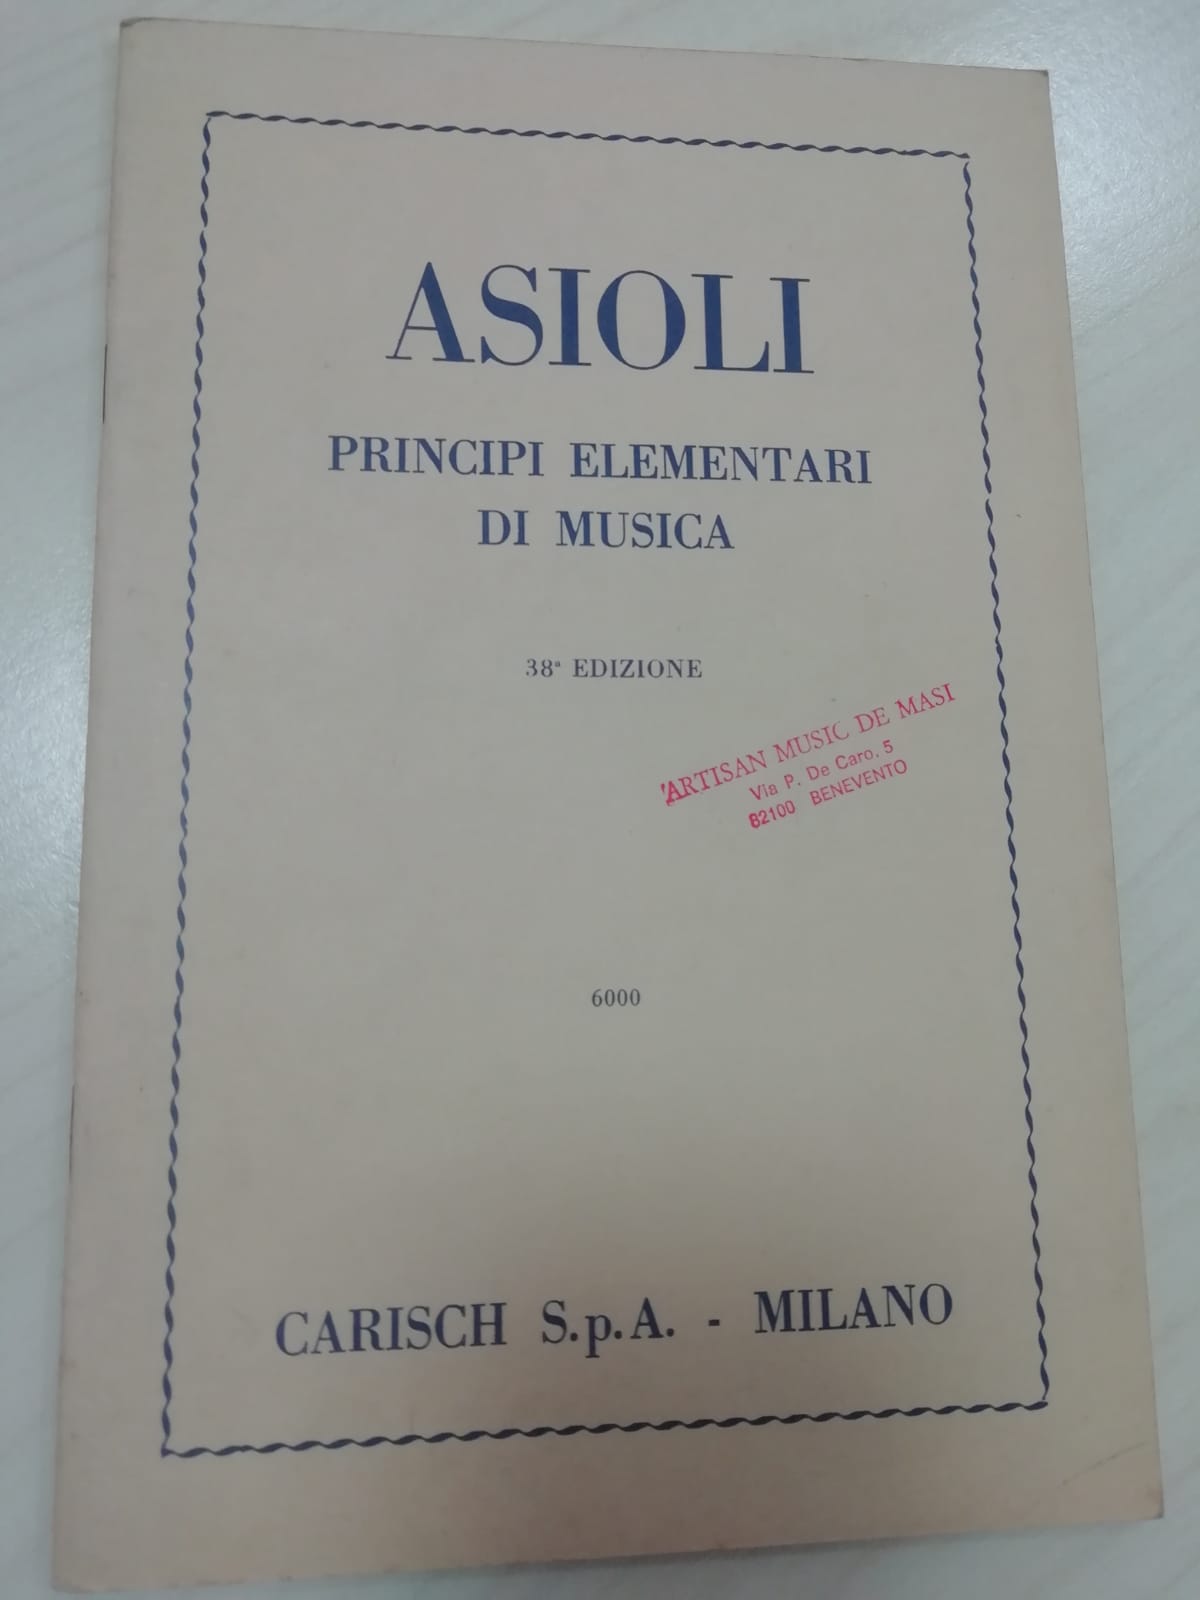 ASIOLI
PRINCIPI ELEMENTARI
DI MUSICA
38ª EDIZIONE
ARTISAN MUSIC DE MASI
Via P. De Caro, 5
82100 BENEVENTO
6000
CARISCH S.p.A. - MILANO